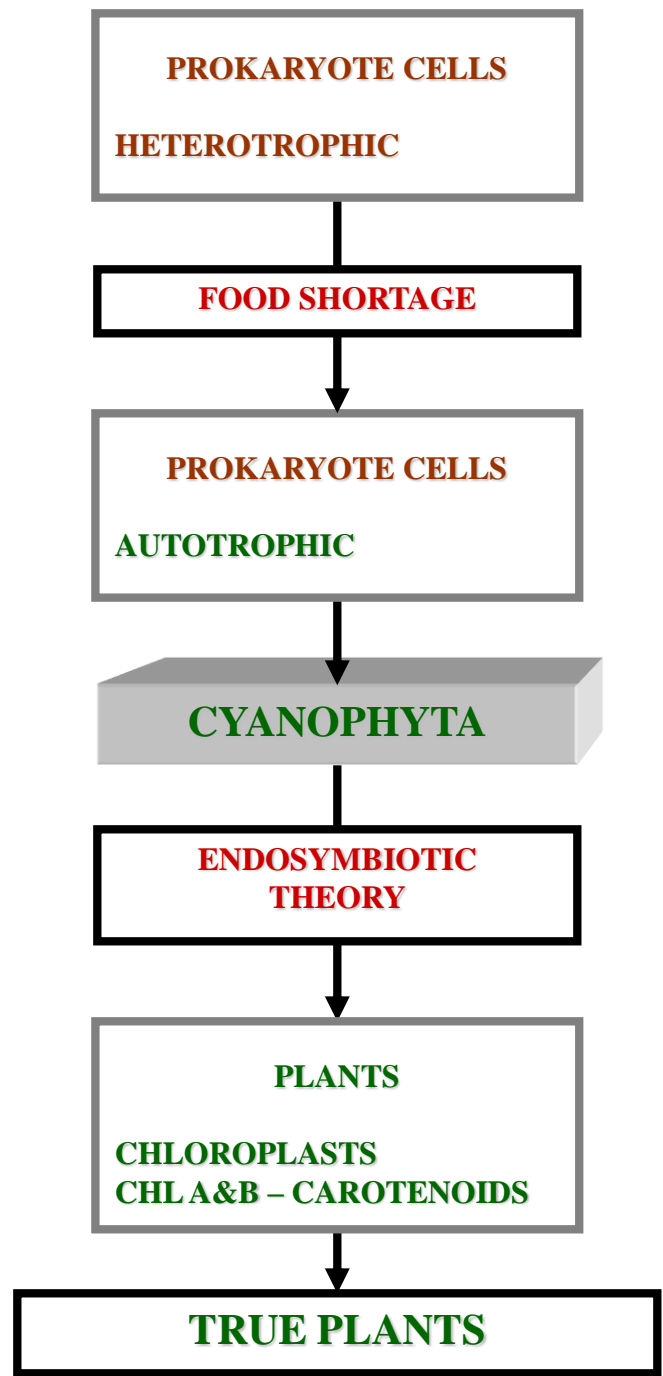 PROKARYOTE CELLS
HETEROTROPHIC
FOOD SHORTAGE
PROKARYOTE CELLS
AUTOTROPHIC
CYANOPHYTA
ENDOSYMBIOTIC
THEORY
PLANTS
CHLOROPLASTS
CHL A&B – CAROTENOIDS
TRUE PLANTS